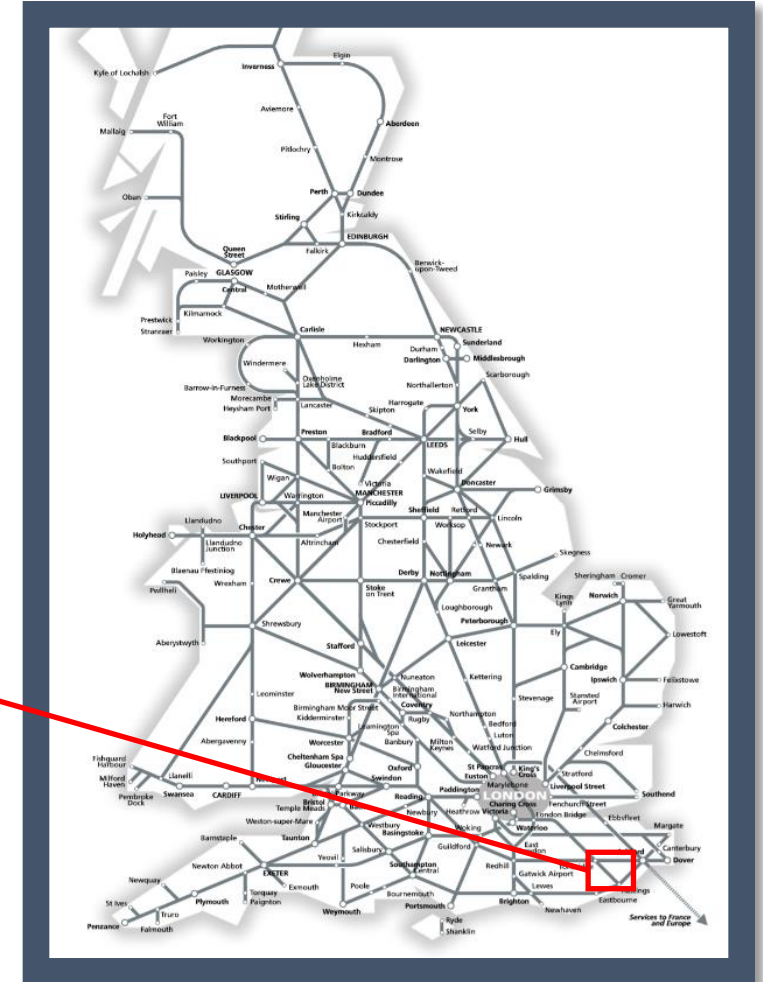 Elgin
Inverness
Kyle of Lochalsh
Aviemore
Fort
William
Aberdeen
Mallaig
Pitlochry
Montrose
Perth
Dundee
Oban
Kirkcaldy
Stirling
EDINBURGH
Queen
Street
Falkirk
Berwick-
upon-Tweed
Paisley
GLASGOW
Central
Motherwell
Kilmarnock
Prestwick
Stranraer
Carlisle
NEWCASTLE
Workington
Hexham
Sunderland
Durham
Darlington
Middlesbrough
Windermere
Scarborough
Oxenholme
Lake District
Barrow-in-Furness
Northallerton
Morecambe
Heysham Port
Lancaster
Skipton
Harrogate
York
Preston
Bradford
Selby
Blackpool
Blackburn
LEEDS
Hull
Huddersfield
Southport
Bolton
Wakefield
Wigan
Victoria
Doncaster
LIVERPOOL
Warrington
MANCHESTER
Piccadilly
Grimsby
Manchester
Airport
Sheffield
Retford
Llandudno
Stockport
Worksop
Lincoln
Holyhead
Chester
Llandudno
Junction
Altrincham
Chesterfield
Newark
Skegness
Blaenau Ffestiniog
Derby
Nottingham
Spalding
Sheringham
Cromer
Pwllheli
Wrexham
Crewe
Stoke
on Trent
Grantham
Kings
Lynn
Norwich
Great
Yarmouth
Loughborough
Shrewsbury
Peterborough
Ely
Lowestoft
Aberystwyth
Stafford
Leicester
Wolverhampton
Cambridge
BIRMINGHAM
New Street
Nuneaton
Kettering
Ipswich
Felixstowe
Birmingham
International
Leominster
Coventry
Stevenage
Stansted
Airport
Harwich
Birmingham Moor Street
Kidderminster
Rugby
Northampton
Hereford
Leamington
Spa
Bedford
Colchester
Worcester
Banbury
Milton
Keynes
Luton
Abergavenny
Watford Junction
Chelmsford
Cheltenham Spa
Gloucester
Fishguard
Harbour
Oxford
St Pancras
Euston
King's
Cross
Stratford
Milford
Haven
Llanelli
Newport
Swindon
Paddington
Marylebone
Liverpool Street
Pembroke
Dock
Swansea
CARDIFF
Parkway
Reading
LONDON
Southend
Bristol
Temple Meads
Newbury
Heathrow
Victoria
Charing Cross
Fenchurch Street
London Bridge
Ebbsfleet
Weston-super-Mare
Westbury
Basingstoke
Woking
Waterloo
Margate
Barnstaple
Taunton
Salisbury
Guildford
East
Canterbury
Newton Abbot
Yeovil
Southampton
Central
Redhill
Gatwick Airport
Dover
EXETER
Newquay
Exmouth
Poole
Bournemouth
Lewes
Eastbourne
St Ives
Plymouth
Torquay
Paignton
Weymouth
Portsmouth
Brighton
Newhaven
Truro
Ryde
Penzance
Falmouth
Shanklin
Services to France
and Europe